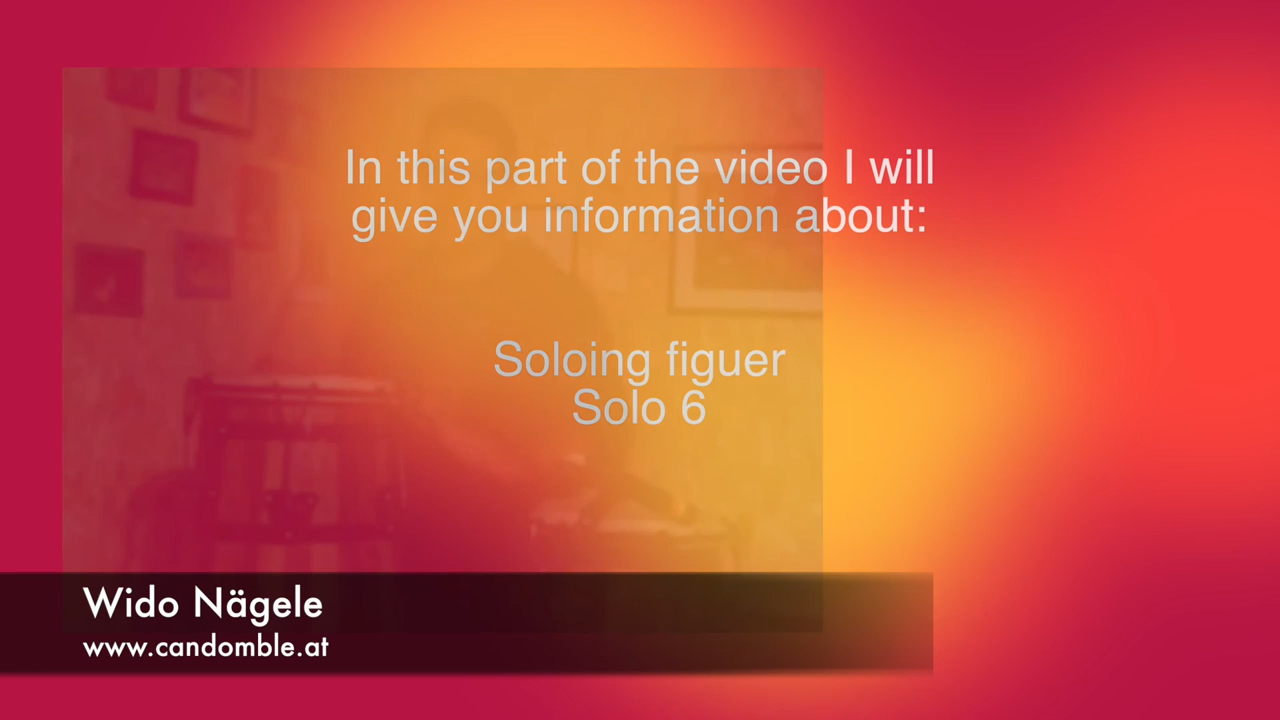 In this part of the video I will
give you information about:
Soloing figuer
Solo 6
Wido Nägele
www.candomble.at